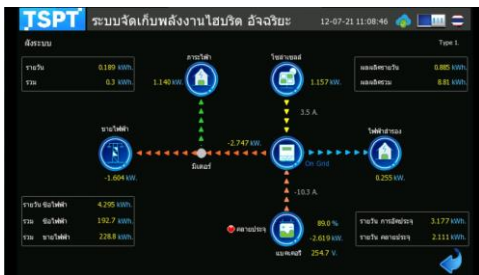 TSPT ระบบจัดเก็บพลังงานไฮบริด อัจฉริยะ 12-07-21 11:08:46
ผังระบบ Type 1.
ภาระไฟฟ้า โซล่าเซลล์
รายวัน 0.189 kWh.
รวม 0.3 kWh.
1.140 kW. 1.157 kW.
ผลผลิตรายวัน 0.885 kWh.
ผลผลิตรวม 8.81 kWh.
3.5 A.
ขายไฟฟ้า ไฟฟ้าสำรอง
-2.747 kW.
มิเตอร์ On Grid
-1.604 kW. 0.255 kW.
-10.3 A.
รายวัน ซื้อไฟฟ้า 4.295 kWh.
รวม ซื้อไฟฟ้า 192.7 kWh.
รวม ขายไฟฟ้า 228.8 kWh.
คลายประจุ 89.0 %
-2.619 kW.
แบตเตอรี่ 254.7 V.
รายวัน การอัดประจุ 3.177 kWh.
รายวัน คลายประจุ 2.111 kWh.